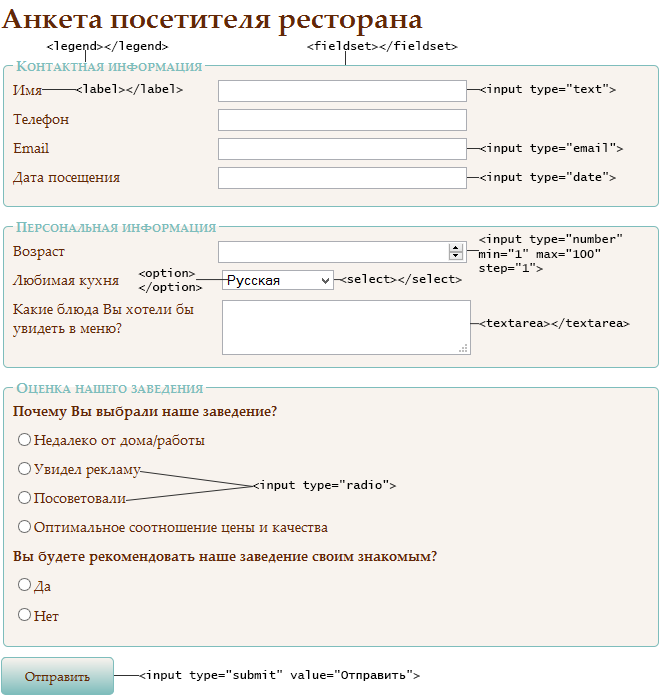 Анкета посетителя ресторана
<legend></legend> <fieldset></fieldset>
Контактная информация
Имя <label></label> <input type="text">
Телефон
Email <input type="email">
Дата посещения <input type="date">
Персональная информация
Возраст <input type="number"
min="1" max="100"
step="1">
Любимая кухня <option>
</option> Русская <select></select>
Какие блюда Вы хотели бы
увидеть в меню? <textarea></textarea>
Оценка нашего заведения
Почему Вы выбрали наше заведение?
Недалеко от дома/работы
Увидел рекламу
<input type="radio">
Посоветовали
Оптимальное соотношение цены и качества
Вы будете рекомендовать наше заведение своим знакомым?
Да
Нет
Отправить <input type="submit" value="Отправить">